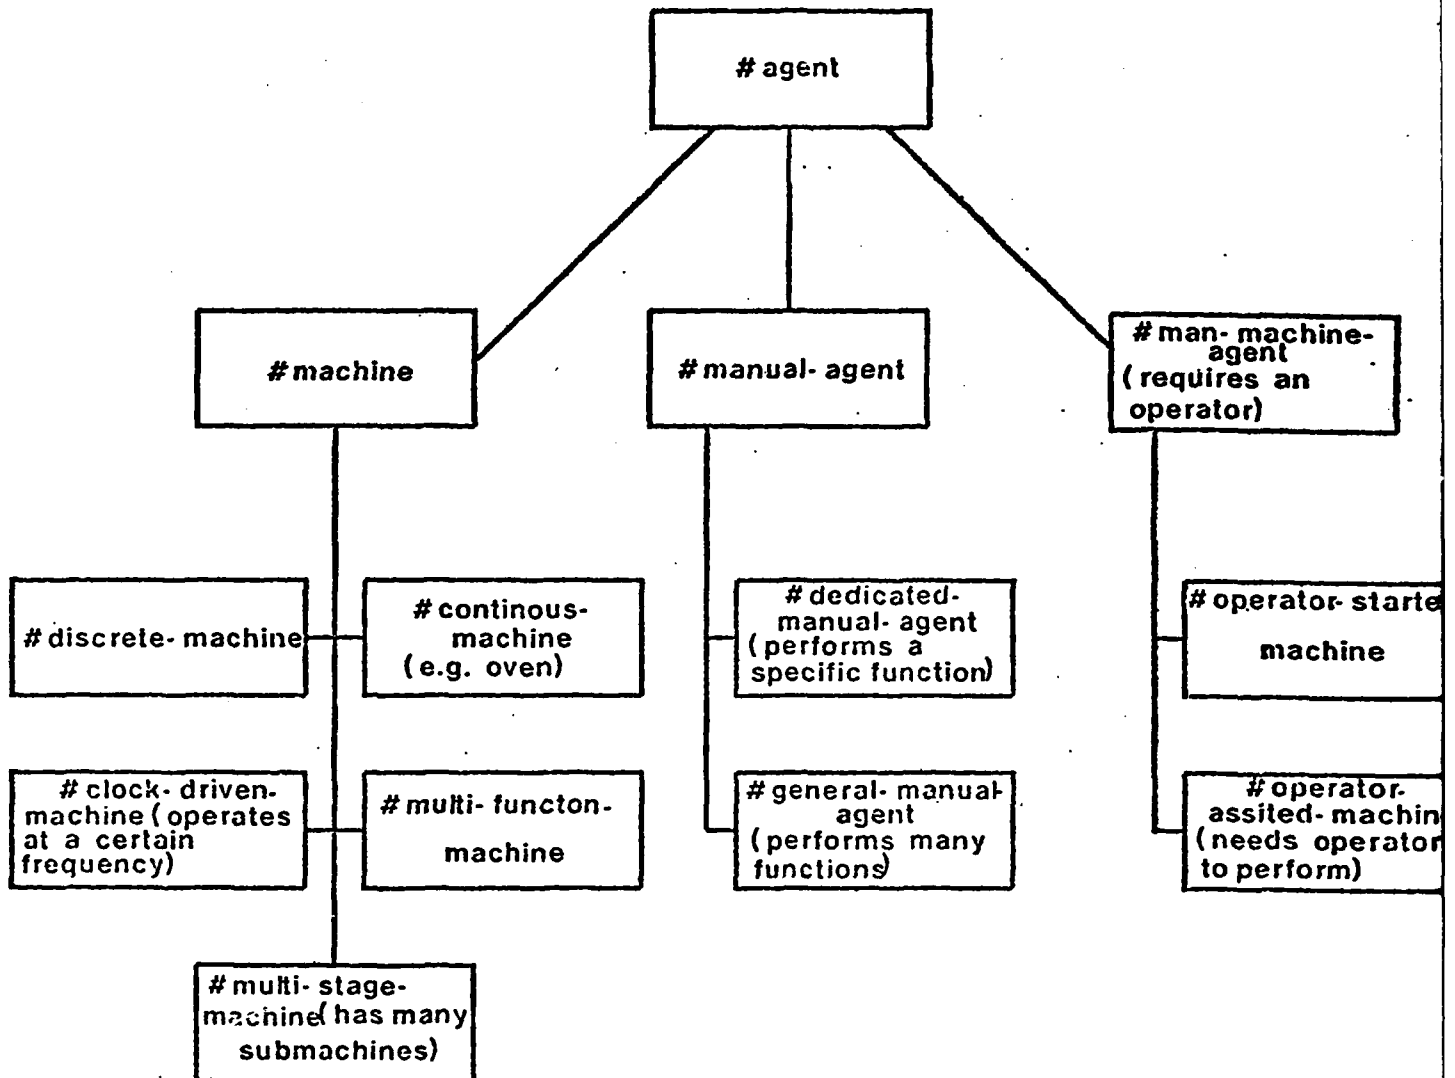 # agent
# machine
# manual- agent
# man- machine-
agent
(requires an
operator)
# discrete- machine
# continous-
machine
(e.g. oven)
# dedicated-
manual- agent
(performs a
specific function)
# operator- starte
machine
# clock- driven-
machine (operates
at a certain
frequency)
# multi- functon-
machine
# general- manual-
agent
(performs many
functions)
# operator-
assited- machin
(needs operator
to perform)
# multi- stage-
machine (has many
submachines)